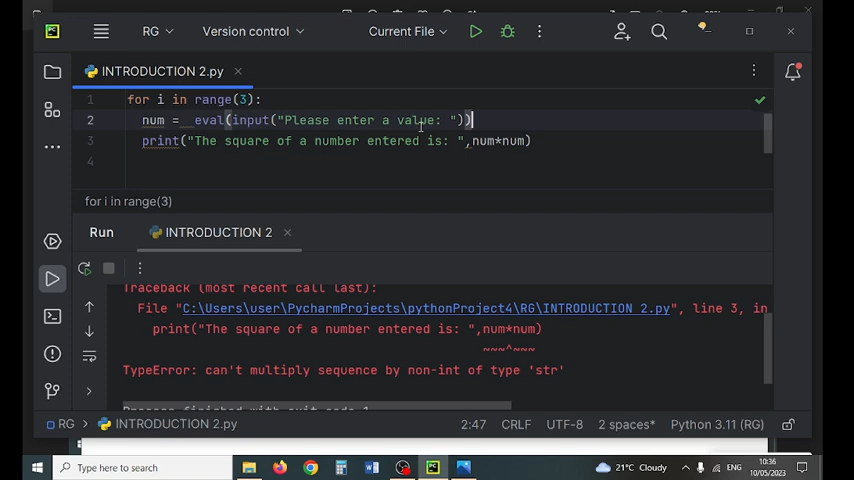 RG
Version control
Current File
INTRODUCTION 2.py
1 for i in range(3):
2 num = eval(input("Please enter a value: "))
3 print("The square of a number entered is: ",num*num)
4
for i in range(3)
Run
INTRODUCTION 2
Traceback (most recent call last):
File "C:\Users\user\PycharmProjects\pythonProject4\RG\INTRODUCTION 2.py", line 3, in
print("The square of a number entered is: ",num*num)
~~~^~~~
TypeError: can't multiply sequence by non-int of type 'str'
Process finished with exit code 1
RG > INTRODUCTION 2.py
2:47 CRLF UTF-8 2 spaces* Python 3.11 (RG)
Type here to search
21°C Cloudy
ENG
10:36
10/05/2023